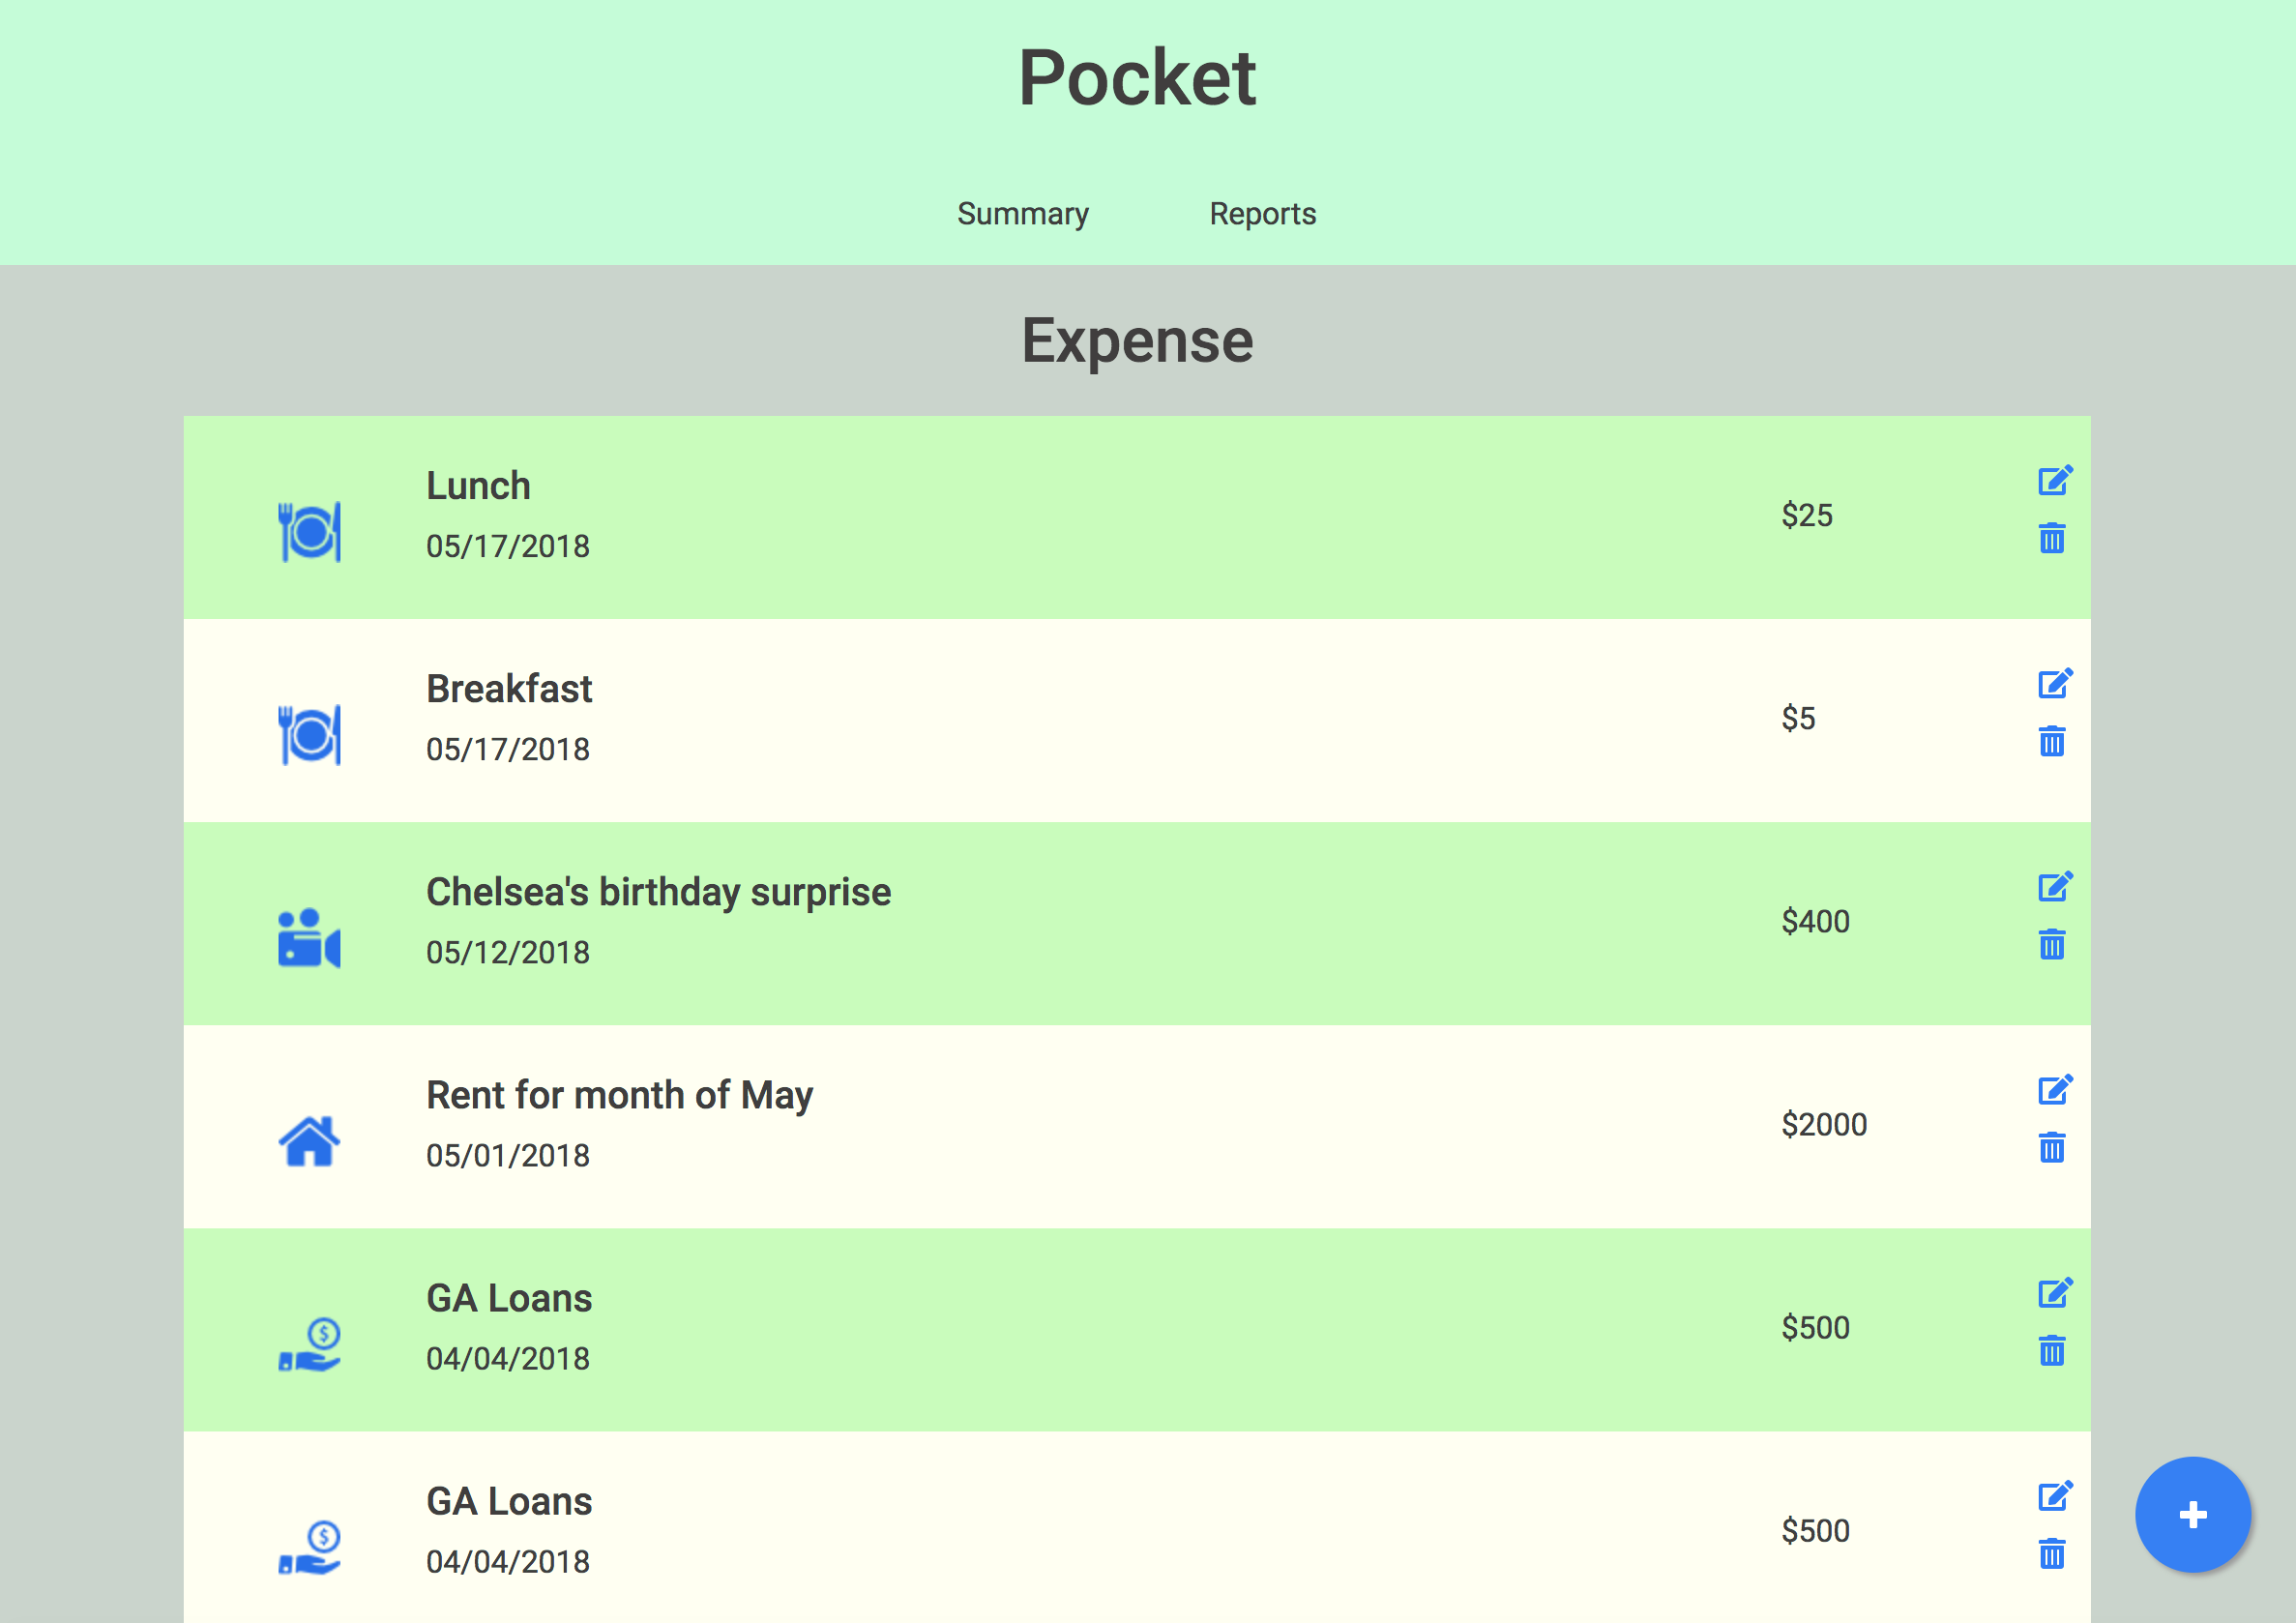 Pocket
Summary Reports
Expense
Lunch
05/17/2018
$25
Breakfast
05/17/2018
$5
Chelsea's birthday surprise
05/12/2018
$400
Rent for month of May
05/01/2018
$2000
GA Loans
04/04/2018
$500
GA Loans
04/04/2018
$500